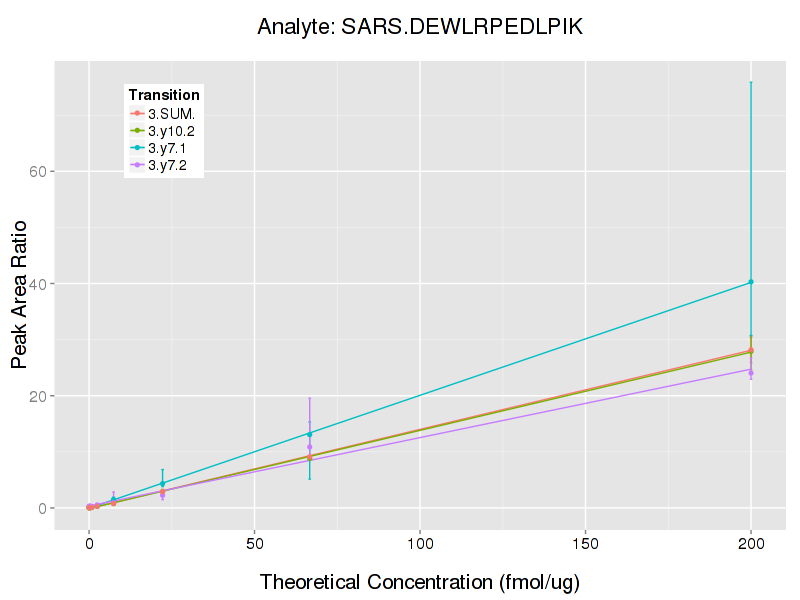 Analyte: SARS.DEWLRPEDLPIK
Transition
3.SUM.
3.y10.2
3.y7.1
3.y7.2
Peak Area Ratio
60
40
20
0
0 50 100 150 200
Theoretical Concentration (fmol/ug)